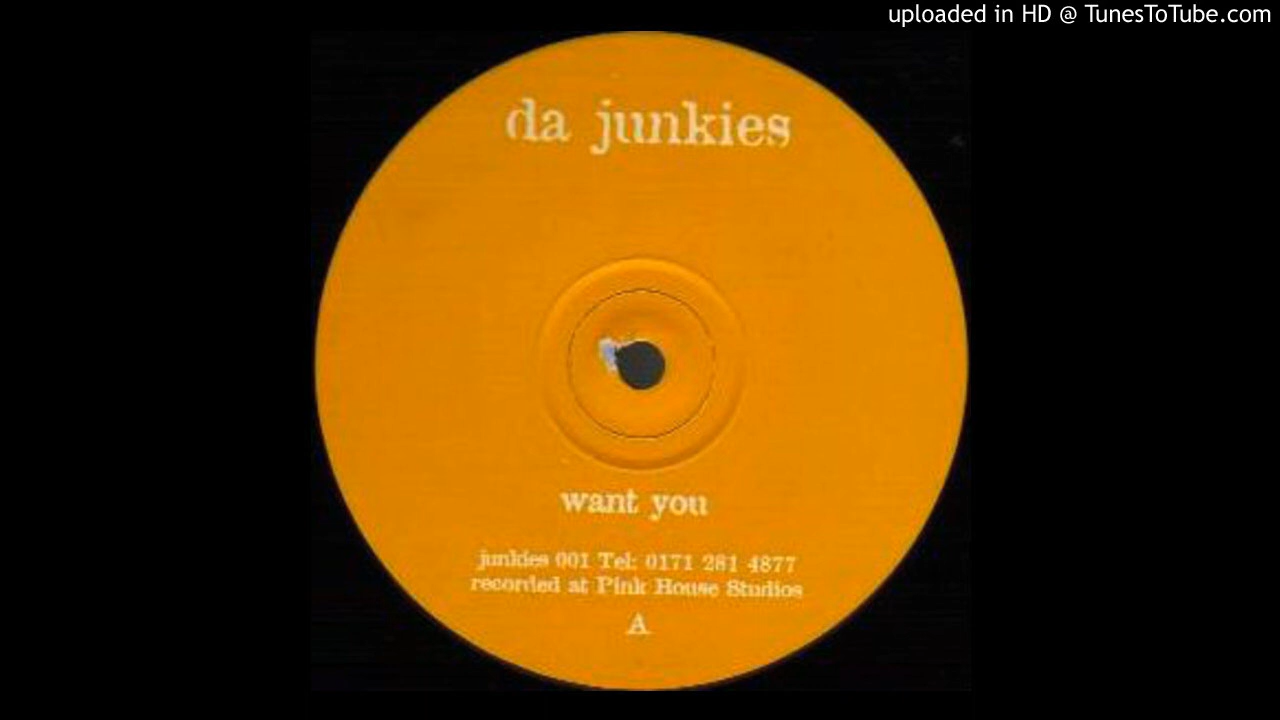 uploaded in HD @ TunesToTube.com
da junkies
want you
junkies 001 Tel: 0171 281 4877
recorded at Pink House Studios
A